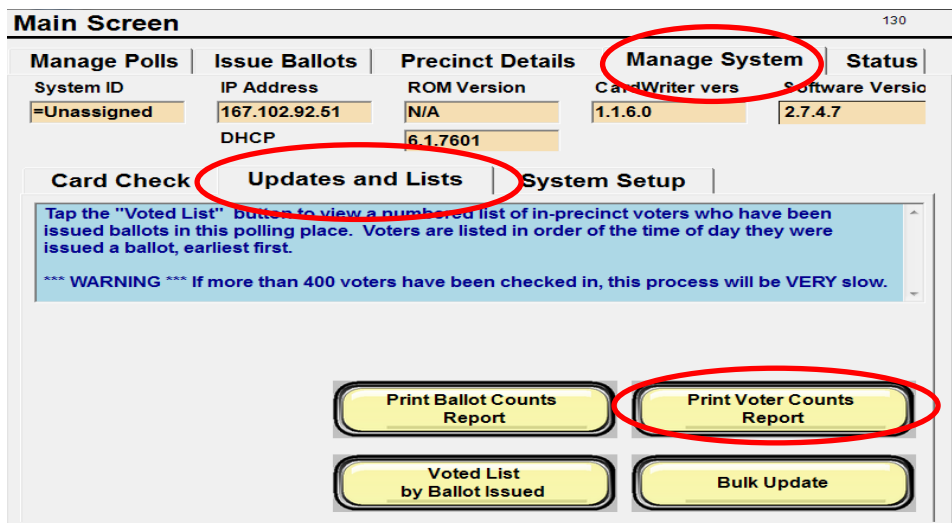 Main Screen 130
Manage Polls Issue Ballots Precinct Details Manage System Status
System ID IP Address ROM Version CardWriter vers Software Versio
=Unassigned 167.102.92.51 N/A 1.1.6.0 2.7.4.7
DHCP 6.1.7601
Card Check Updates and Lists System Setup
Tap the "Voted List" button to view a numbered list of in-precinct voters who have been
issued ballots in this polling place. Voters are listed in order of the time of day they were
issued a ballot, earliest first.
*** WARNING *** If more than 400 voters have been checked in, this process will be VERY slow.
Print Ballot Counts
Report
Print Voter Counts
Report
Voted List
by Ballot Issued
Bulk Update